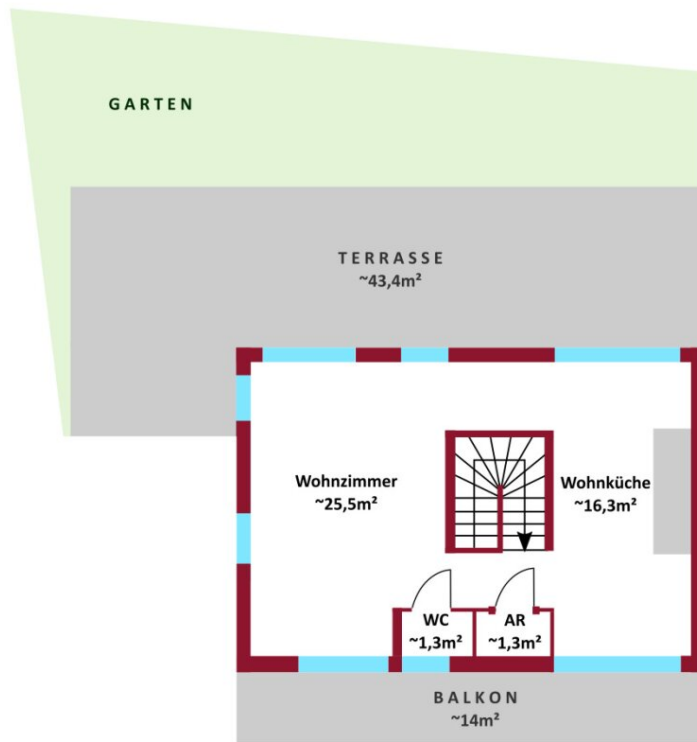 GARTEN
TERRASSE
~43,4m²
Wohnzimmer
~25,5m²
Wohnküche
~16,3m²
WC
~1,3m²
AR
~1,3m²
BALKON
~14m²